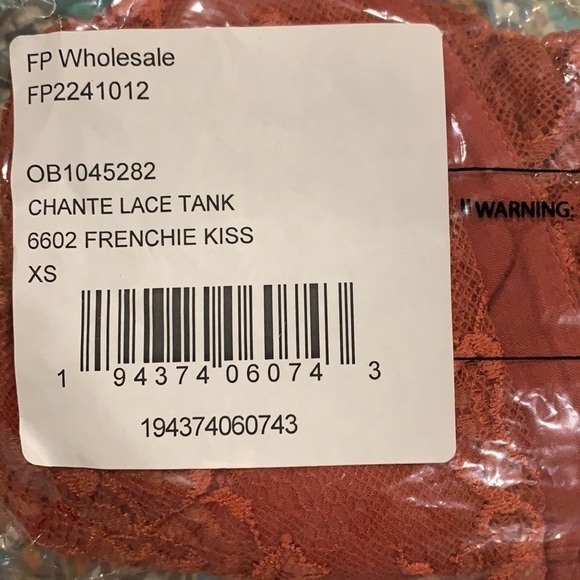 FP Wholesale
FP2241012
OB1045282
CHANTE LACE TANK
6602 FRENCHIE KISS
XS
1 94374 06074 3
194374060743
"WARNING: